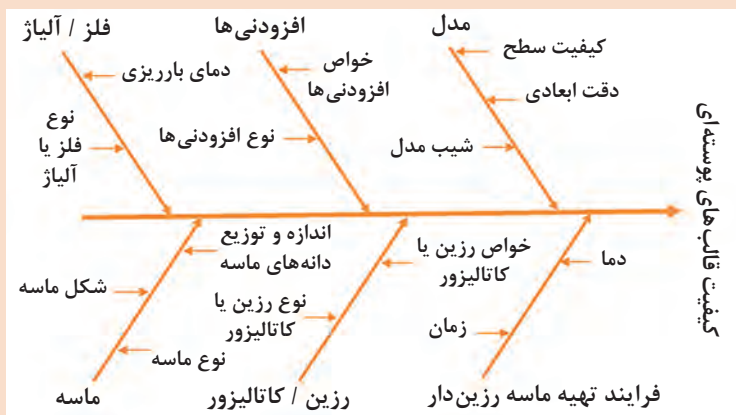 مدل
کیفیت سطح
دقت ابعادی
شیب مدل
افزودنی‌ها
خواص
افزودنی‌ها
نوع افزودنی‌ها
فلز / آلیاژ
دمای بارریزی
نوع
فلز یا
آلیاژ
کیفیت قالب‌های پوسته‌ای
دما
زمان
فرایند تهیه ماسه رزین‌دار
خواص رزین یا
کاتالیزور
نوع رزین یا
کاتالیزور
رزین / کاتالیزور
اندازه و توزیع
دانه‌های ماسه
شکل ماسه
نوع ماسه
ماسه